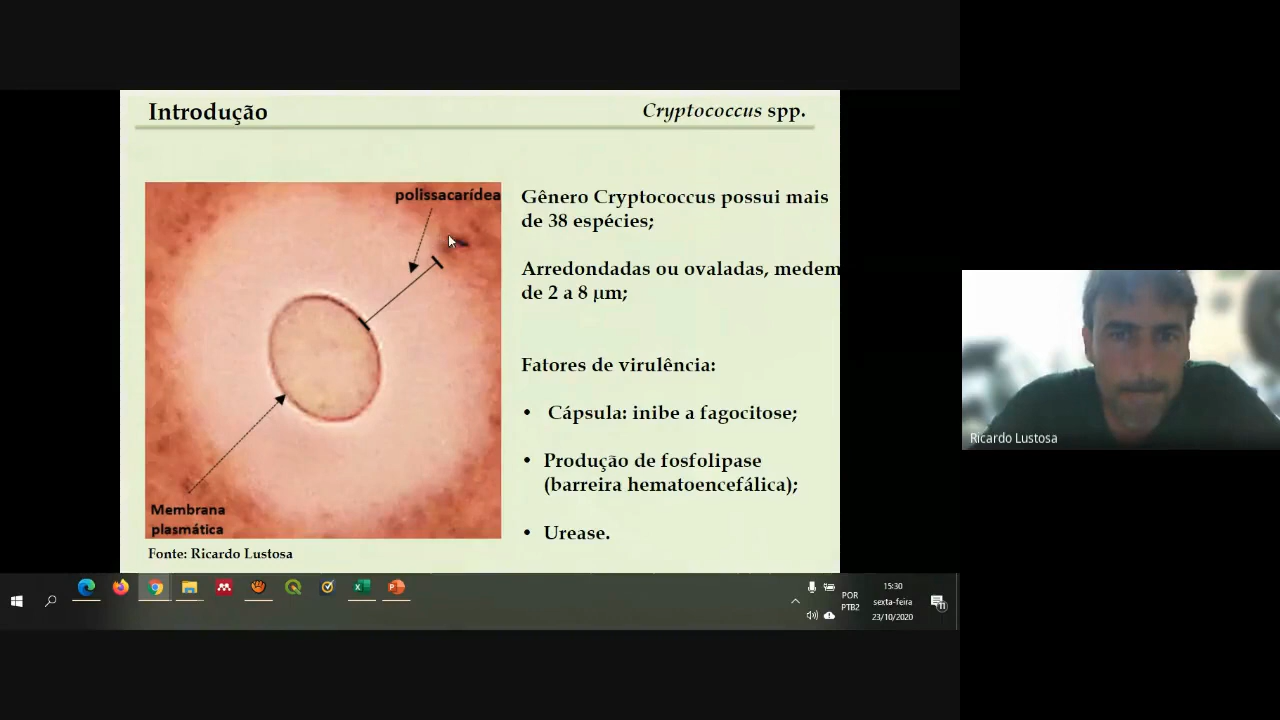 Introdução
Cryptococcus spp.
polissacarídea
Membrana
plasmática
Fonte: Ricardo Lustosa
Gênero Cryptococcus possui mais
de 38 espécies;
Arredondadas ou ovaladas, medem
de 2 a 8 µm;
Fatores de virulência:
• Cápsula: inibe a fagocitose;
• Produção de fosfolipase
(barreira hematoencefálica);
• Urease.
Ricardo Lustosa
POR
PTB2
15:30
sexta-feira
23/10/2020
11